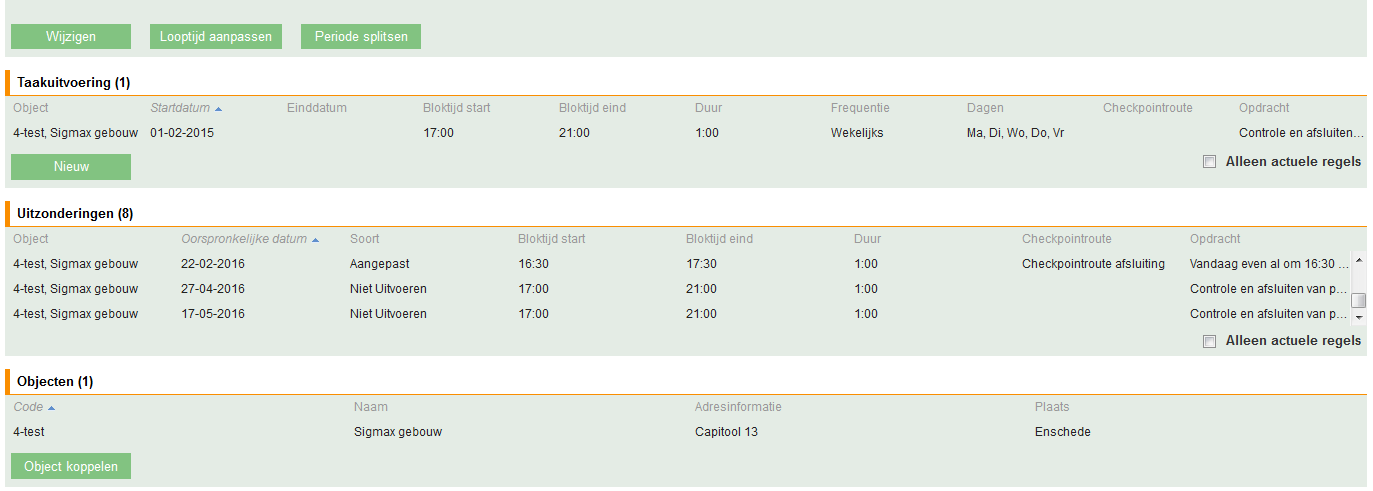 Wijzigen Looptijd aanpassen Periode splitsen
Taakuitvoering (1)
Object Startdatum Einddatum Bloktijd start Bloktijd eind Duur Frequentie Dagen Checkpointroute Opdracht
4-test, Sigmax gebouw 01-02-2015 17:00 21:00 1:00 Wekelijks Ma, Di, Wo, Do, Vr Controle en afsluiten...
Nieuw Alleen actuele regels
Uitzonderingen (8)
Object Oorspronkelijke datum Soort Bloktijd start Bloktijd eind Duur Checkpointroute Opdracht
4-test, Sigmax gebouw 22-02-2016 Aangepast 16:30 17:30 1:00 Checkpointroute afsluiting Vandaag even al om 16:30 ...
4-test, Sigmax gebouw 27-04-2016 Niet Uitvoeren 17:00 21:00 1:00 Controle en afsluiten van p...
4-test, Sigmax gebouw 17-05-2016 Niet Uitvoeren 17:00 21:00 1:00 Controle en afsluiten van p...
Alleen actuele regels
Objecten (1)
Code Naam Adresinformatie Plaats
4-test Sigmax gebouw Capitool 13 Enschede
Object koppelen